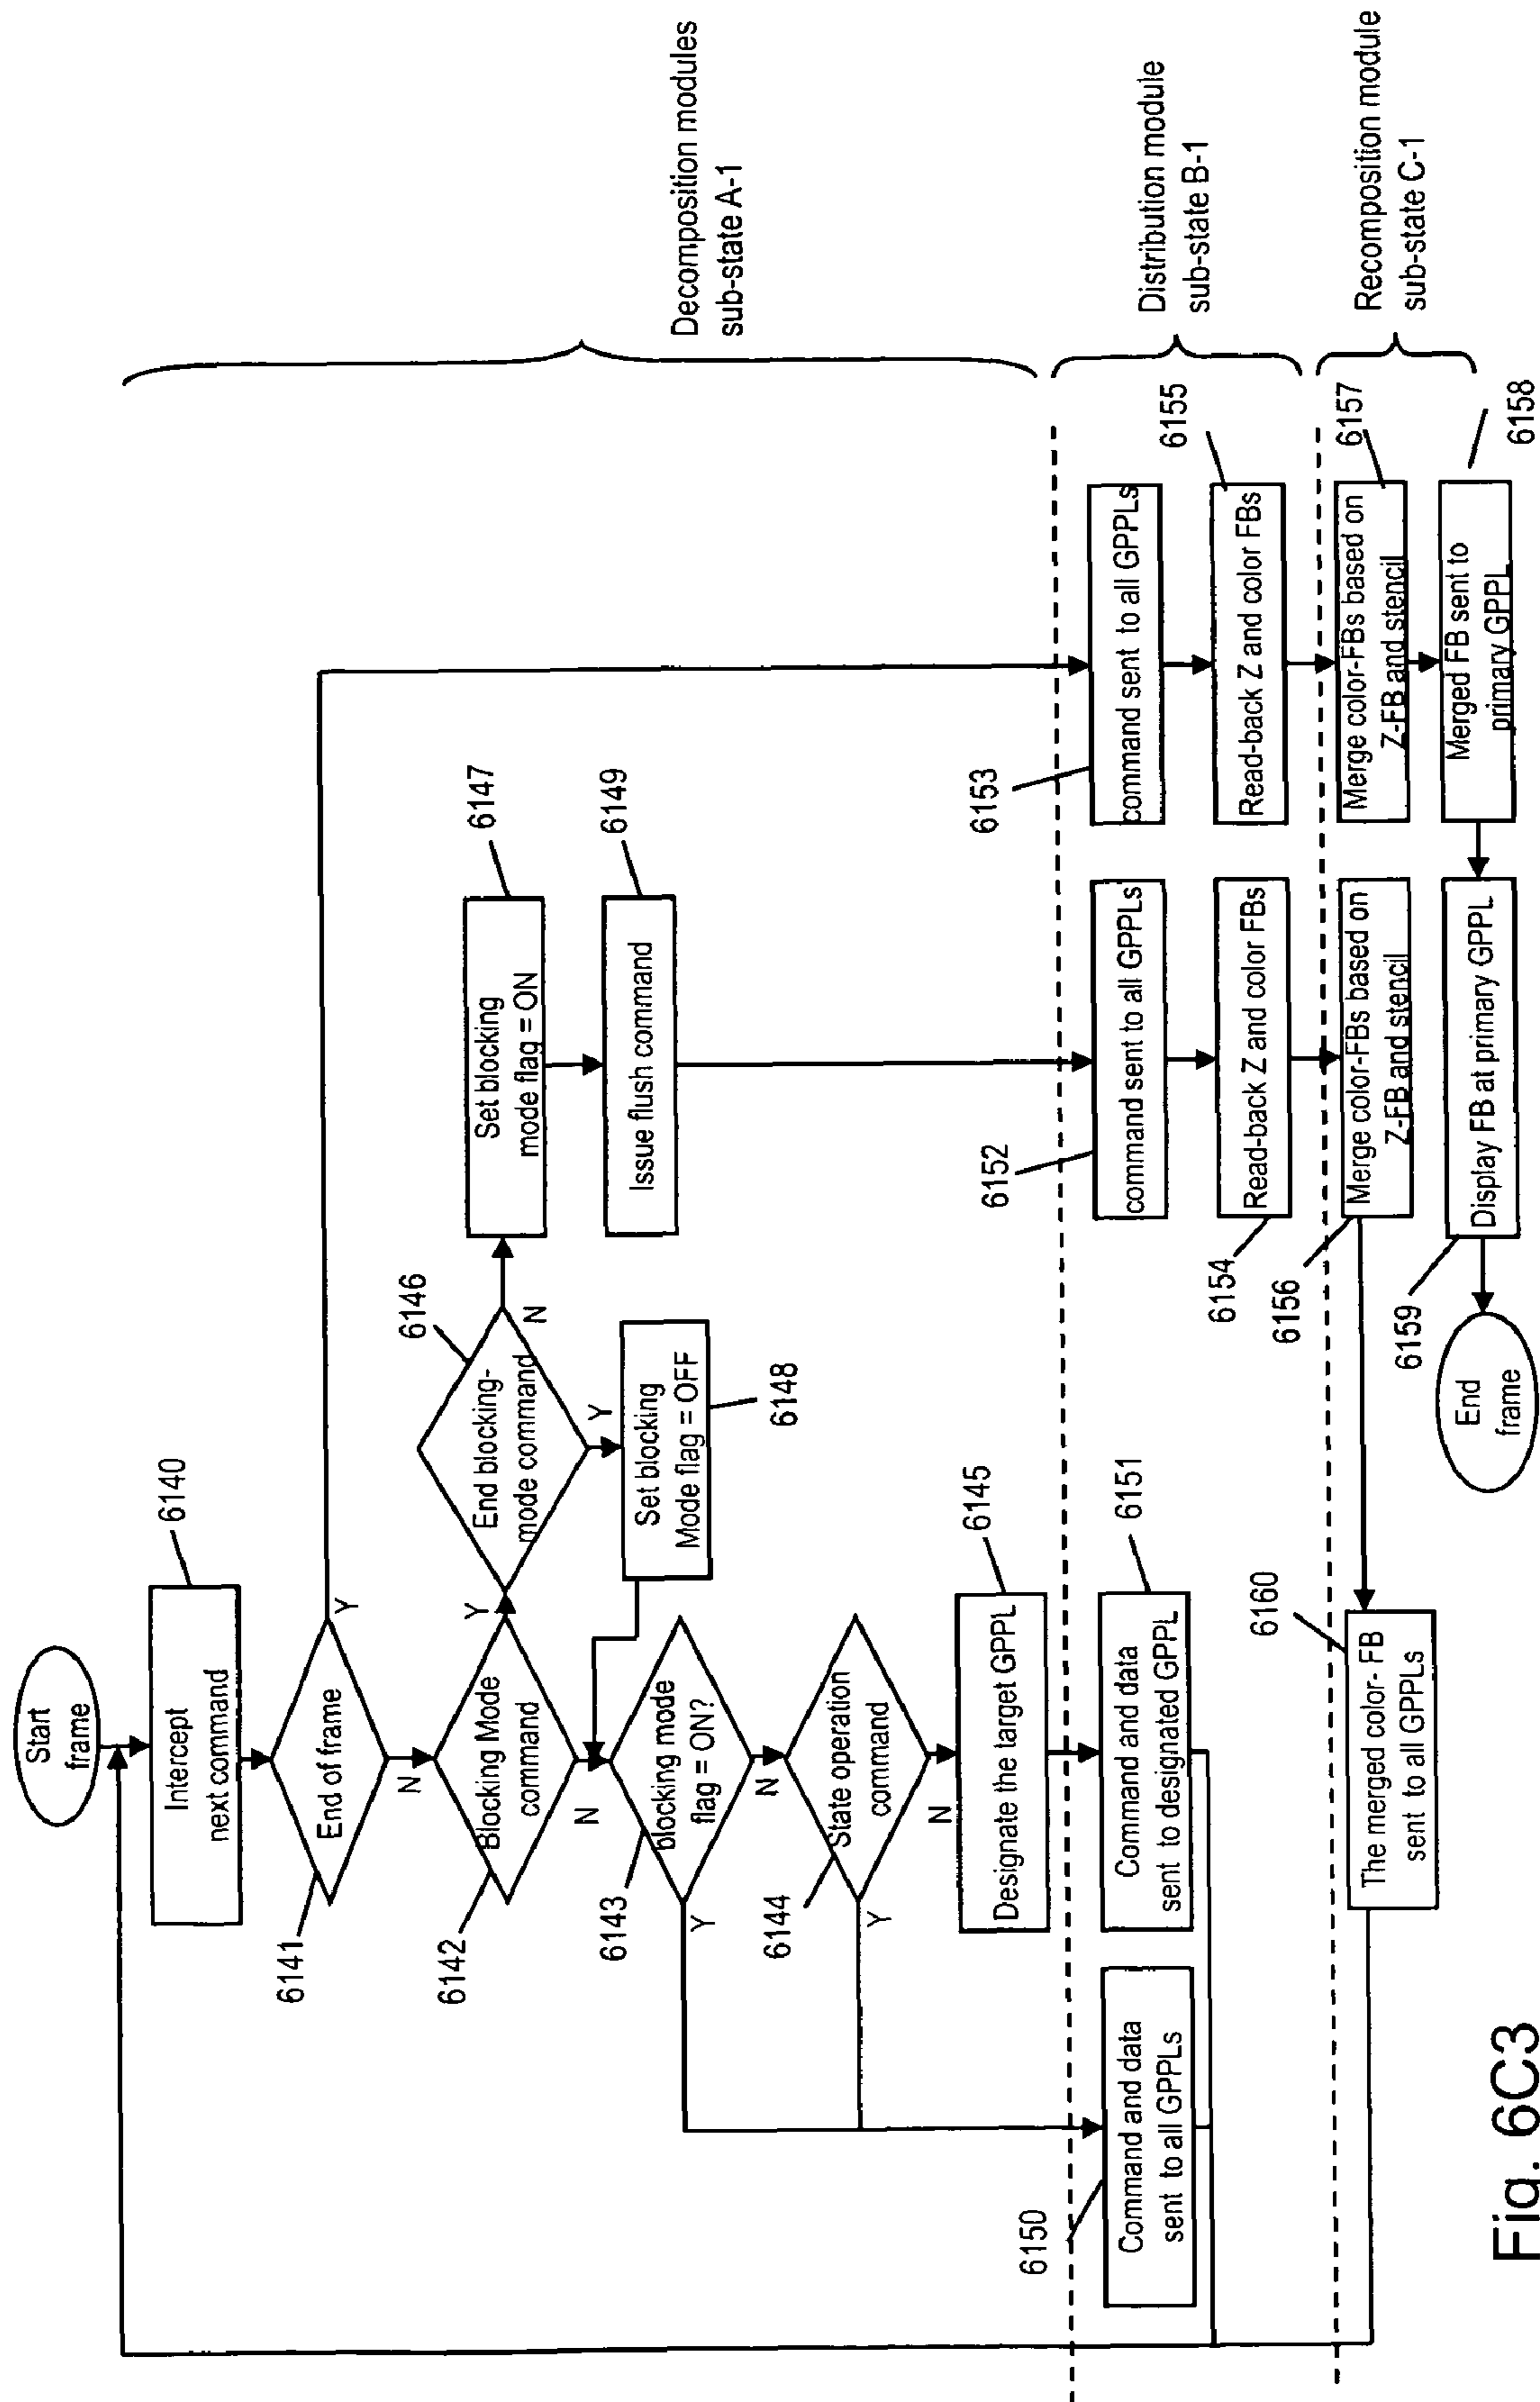 Start
frame
Intercept
next command
6140
End of frame
6141
Y
N
Blocking Mode
command
6142
Y
N
End blocking-
mode command
6146
N
Y
Set blocking
mode flag = ON
6147
Issue flush command
6149
Set blocking
Mode flag = OFF
6148
blocking mode
flag = ON?
6143
Y
N
State operation
command
6144
Y
N
Designate the target GPPL
6145
Decomposition modules
sub-state A-1
Command and data
sent to all GPPLs
6150
Command and data
sent to designated GPPL
6151
command sent to all GPPLs
6152
command sent to all GPPLs
6153
Read-back Z and color FBs
6154
Read-back Z and color FBs
6155
Distribution module
sub-state B-1
The merged color- FB
sent to all GPPLs
6160
Merge color-FBs based on
Z-FB and stencil
6156
Merge color-FBs based on
Z-FB and stencil
6157
Merged FB sent to
primary GPPL
6158
Display FB at primary GPPL
6159
End
frame
Recomposition module
sub-state C-1
Fig. 6C3